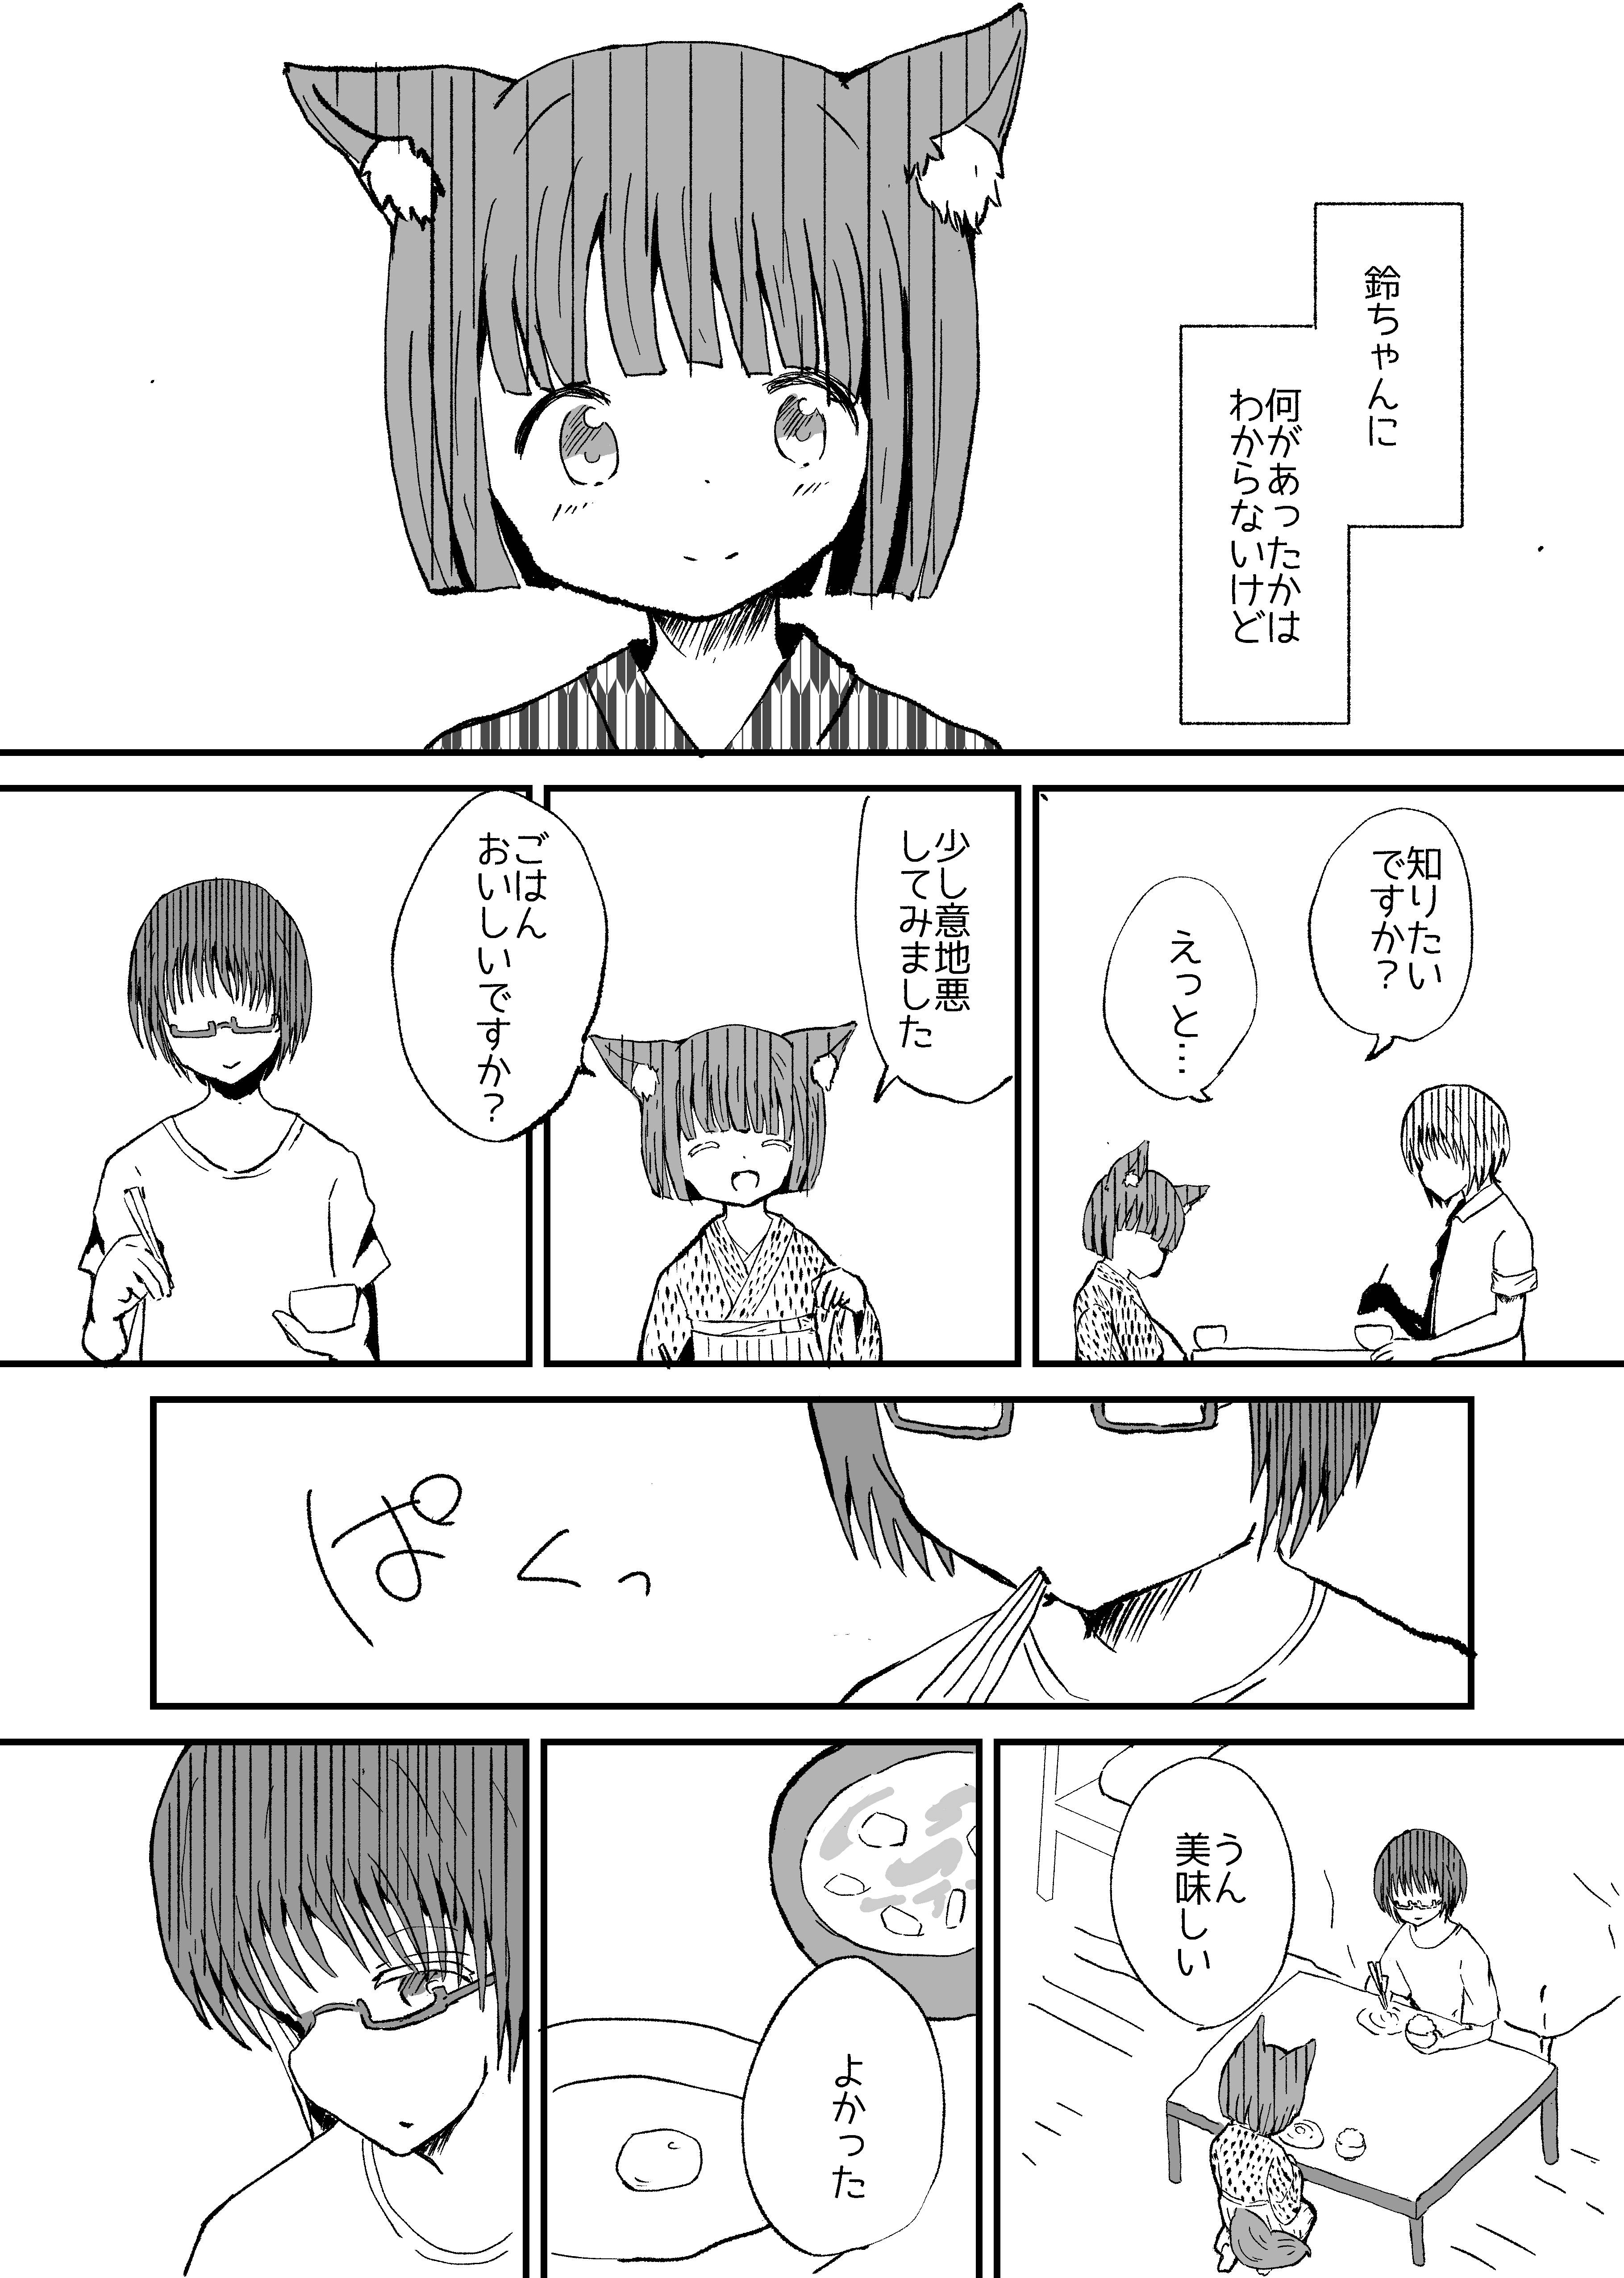 鈴ちゃんに
何があったかは
わからないけど
知りたい
ですか?
えっと…
少し意地悪
してみました
ごはん
おいしいですか?
ぱくっ
うん
美味しい
よかった